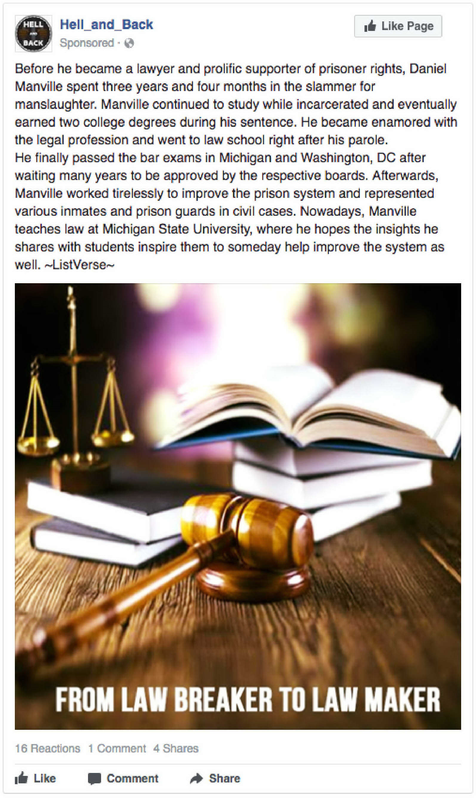 HELL
AND
BACK
Hell_and_Back
Like Page
Sponsored ·
Before he became a lawyer and prolific supporter of prisoner rights, Daniel
Manville spent three years and four months in the slammer for
manslaughter. Manville continued to study while incarcerated and eventually
earned two college degrees during his sentence. He became enamored with
the legal profession and went to law school right after his parole.
He finally passed the bar exams in Michigan and Washington, DC after
waiting many years to be approved by the respective boards. Afterwards,
Manville worked tirelessly to improve the prison system and represented
various inmates and prison guards in civil cases. Nowadays, Manville
teaches law at Michigan State University, where he hopes the insights he
shares with students inspire them to someday help improve the system as
well. ~ListVerse~
FROM LAW BREAKER TO LAW MAKER
16 Reactions 1 Comment 4 Shares
Like Comment Share